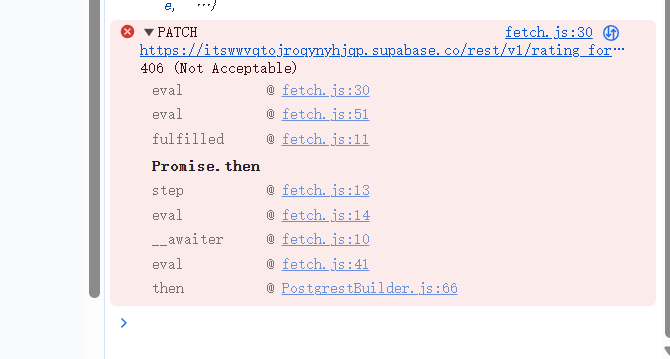 e, …}
PATCH fetch.js:30
https://itswwvqtojroqynyhjqp.supabase.co/rest/v1/rating_for…
406 (Not Acceptable)
eval @ fetch.js:30
eval @ fetch.js:51
fulfilled @ fetch.js:11
Promise.then
step @ fetch.js:13
eval @ fetch.js:14
__awaiter @ fetch.js:10
eval @ fetch.js:41
then @ PostgrestBuilder.js:66